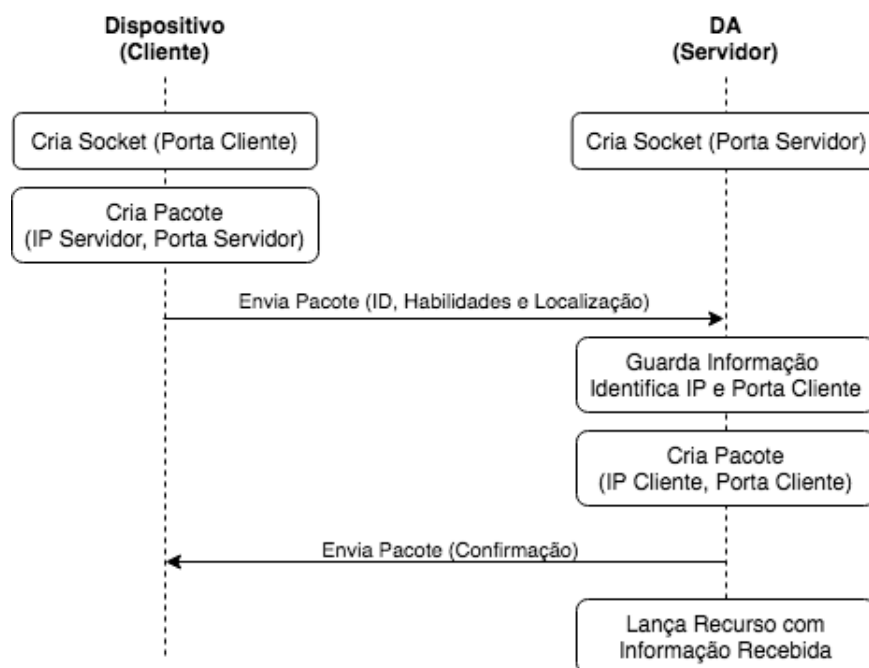 Dispositivo
(Cliente)
DA
(Servidor)
Cria Socket (Porta Cliente)
Cria Socket (Porta Servidor)
Cria Pacote
(IP Servidor, Porta Servidor)
Envia Pacote (ID, Habilidades e Localização)
Guarda Informação
Identifica IP e Porta Cliente
Cria Pacote
(IP Cliente, Porta Cliente)
Envia Pacote (Confirmação)
Lança Recurso com
Informação Recebida